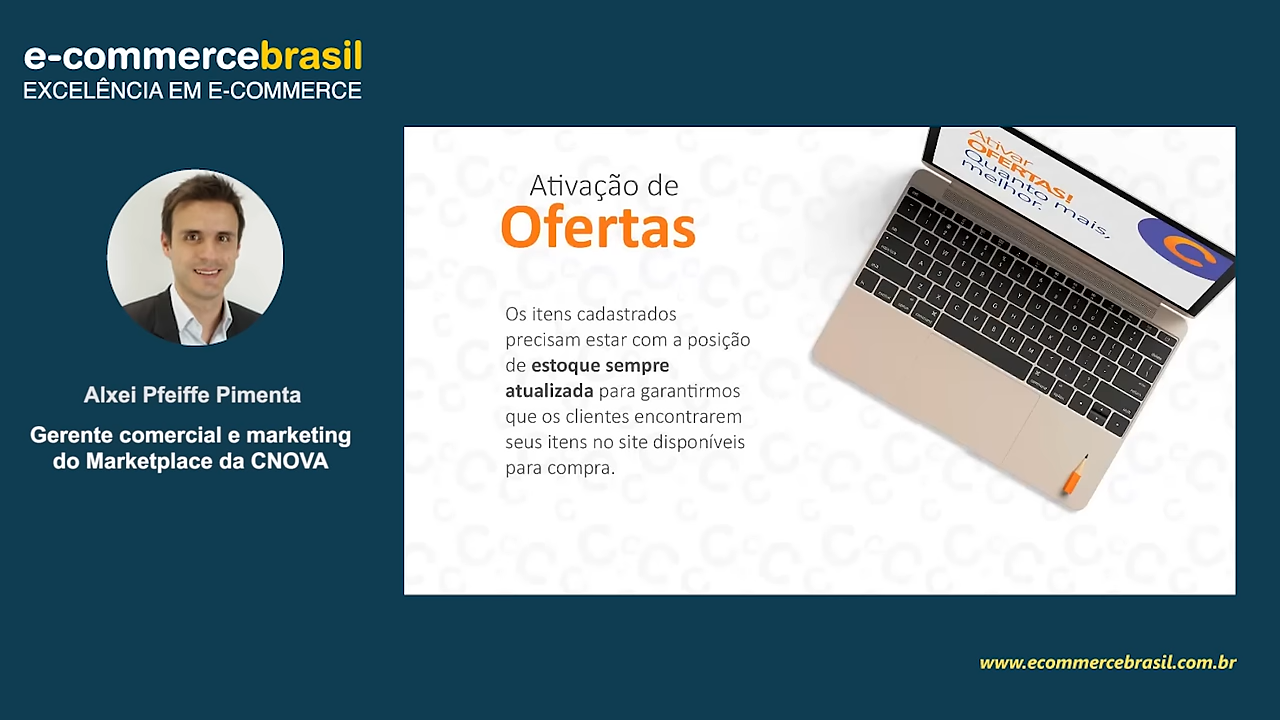 e-commercebrasil
EXCELÊNCIA EM E-COMMERCE
Alxei Pfeiffe Pimenta
Gerente comercial e marketing
do Marketplace da CNOVA
Ativação de
Ofertas
Os itens cadastrados
precisam estar com a posição
de estoque sempre
atualizada para garantirmos
que os clientes encontrarem
seus itens no site disponíveis
para compra.
Ativar
OFERTAS!
Quanto mais,
melhor.
www.ecommercebrasil.com.br